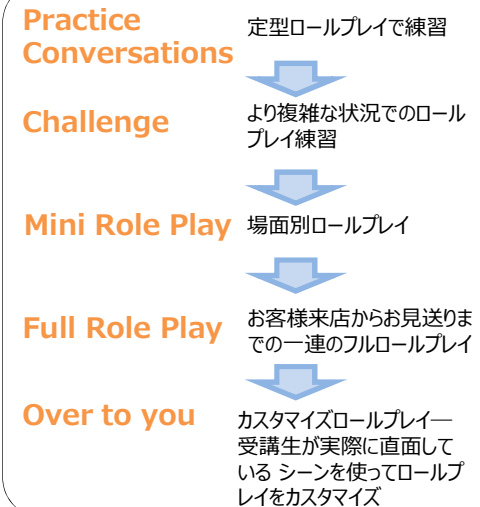 Practice
Conversations
定型ロールプレイで練習
Challenge
より複雑な状況でのロール
プレイ練習
Mini Role Play
場面別ロールプレイ
Full Role Play
お客様来店からお見送りま
での一連のフルロールプレイ
Over to you
カスタマイズロールプレイ―
受講生が実際に直面して
いる シーンを使ってロールプ
レイをカスタマイズ